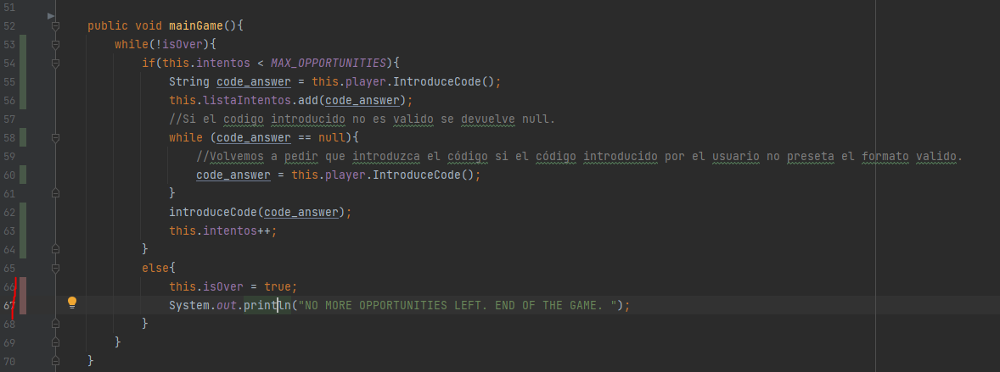 51
52 public void mainGame(){
53 while(!isOver){
54 if(this.intentos < MAX_OPPORTUNITIES){
55 String code_answer = this.player.IntroduceCode();
56 this.listaIntentos.add(code_answer);
57 //Si el codigo introducido no es valido se devuelve null.
58 while (code_answer == null){
59 //Volvemos a pedir que introduzca el código si el código introducido por el usuario no preseta el formato valido.
60 code_answer = this.player.IntroduceCode();
61 }
62 introduceCode(code_answer);
63 this.intentos++;
64 }
65 else{
66 this.isOver = true;
67 System.out.println("NO MORE OPPORTUNITIES LEFT. END OF THE GAME. ");
68 }
69 }
70 }